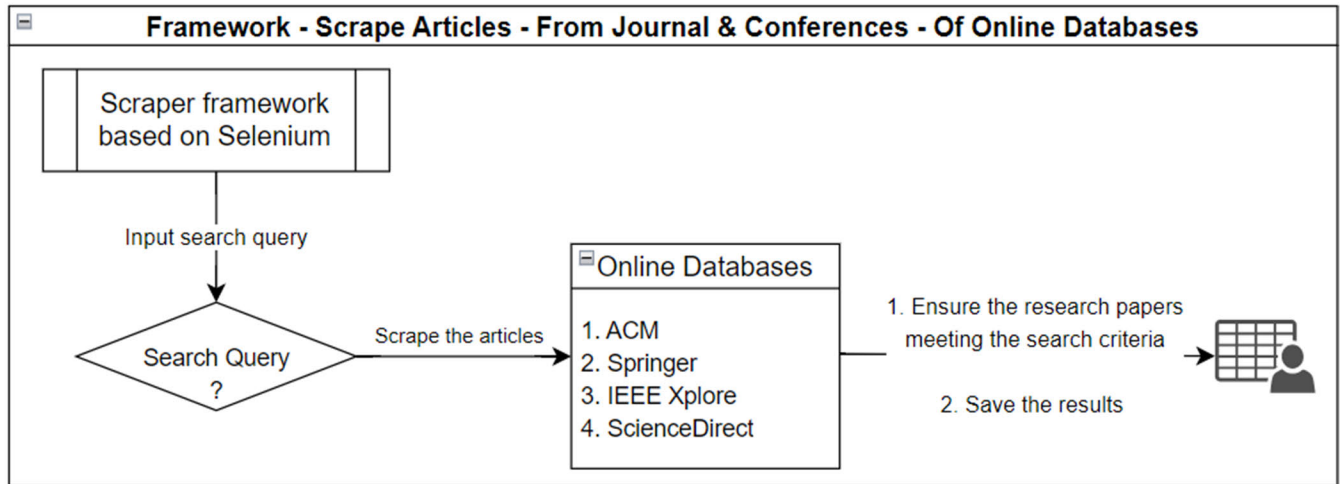 Framework - Scrape Articles - From Journal & Conferences - Of Online Databases
Scraper framework
based on Selenium
Input search query
Search Query
?
Scrape the articles
Online Databases
1. ACM
2. Springer
3. IEEE Xplore
4. ScienceDirect
1. Ensure the research papers
meeting the search criteria
2. Save the results